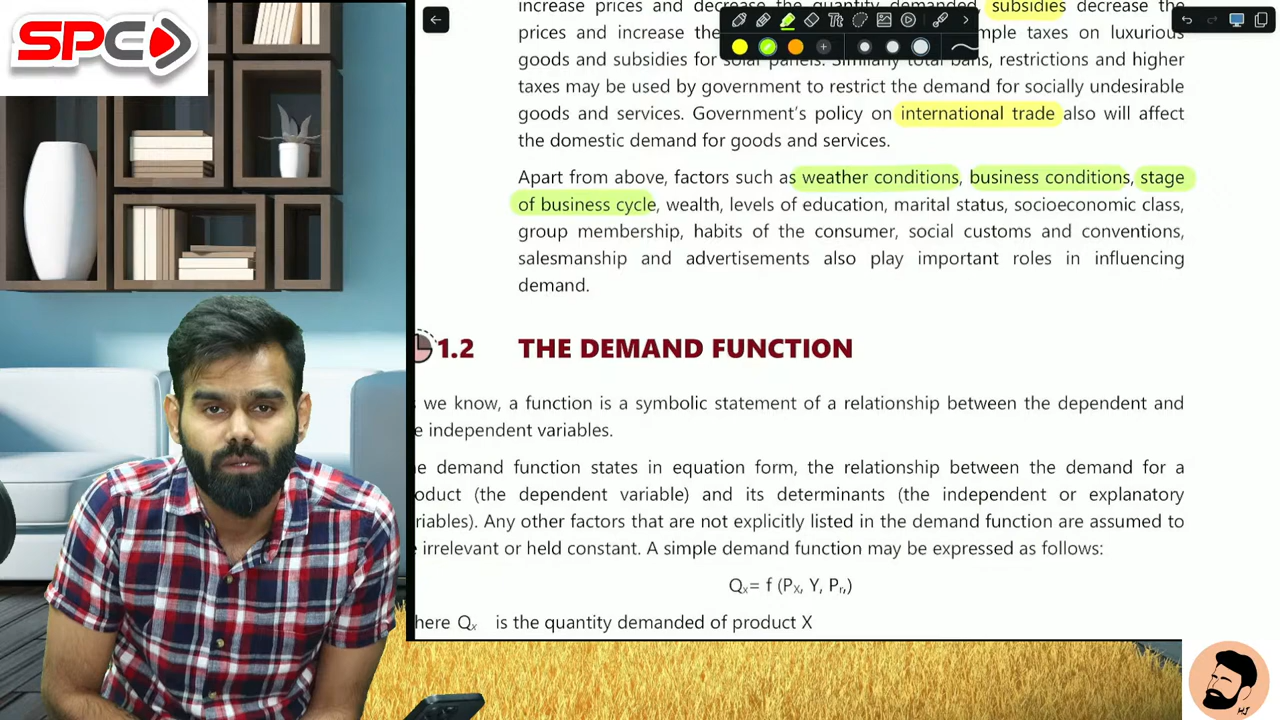 SPC
increase prices and decrease the quantity demanded, subsidies decrease the
prices and increase the
mple taxes on luxurious
goods and subsidies for solar panels. Similarly total bans, restrictions and higher
taxes may be used by government to restrict the demand for socially undesirable
goods and services. Government's policy on international trade also will affect
the domestic demand for goods and services.
Apart from above, factors such as weather conditions, business conditions, stage
of business cycle, wealth, levels of education, marital status, socioeconomic class,
group membership, habits of the consumer, social customs and conventions,
salesmanship and advertisements also play important roles in influencing
demand.
1.2 THE DEMAND FUNCTION
we know, a function is a symbolic statement of a relationship between the dependent and
e independent variables.
e demand function states in equation form, the relationship between the demand for a
oduct (the dependent variable) and its determinants (the independent or explanatory
riables). Any other factors that are not explicitly listed in the demand function are assumed to
irrelevant or held constant. A simple demand function may be expressed as follows:
Qx= f (PX, Y, Pr,)
here Qx is the quantity demanded of product X
HJ